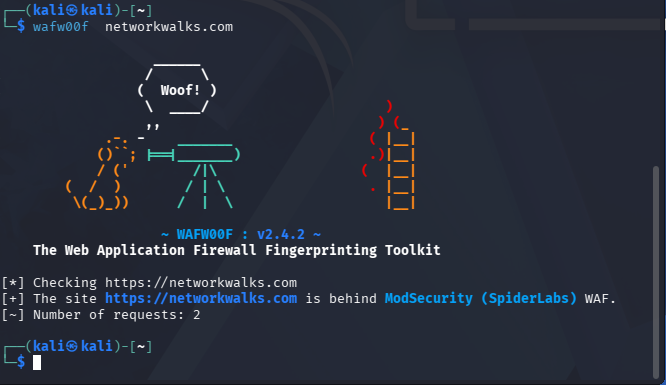 ┌──(kali㉿kali)-[~]
└─$ wafw00f  networkwalks.com
Woof!
~ WAFW00F : v2.4.2 ~
The Web Application Firewall Fingerprinting Toolkit
[*] Checking https://networkwalks.com
[+] The site https://networkwalks.com is behind ModSecurity (SpiderLabs) WAF.
[~] Number of requests: 2
┌──(kali㉿kali)-[~]
└─$